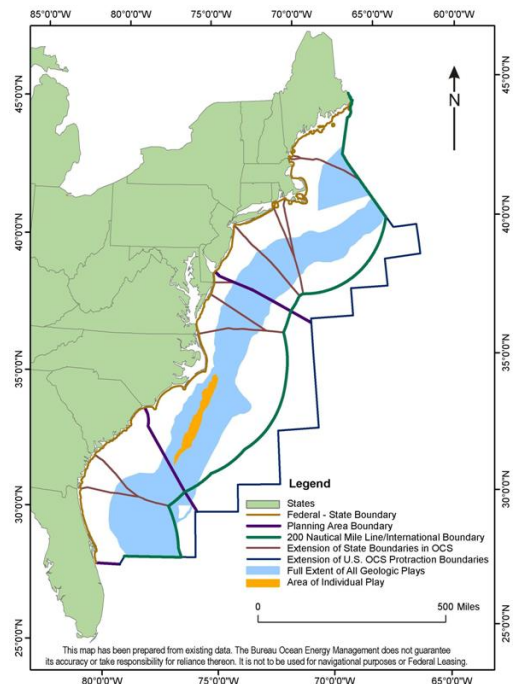 85°0'0"W 80°0'0"W 75°0'0"W 70°0'0"W 65°0'0"W 60°0'0"W
45°0'0"N
45°0'0"N
N
40°0'0"N
40°0'0"N
35°0'0"N
35°0'0"N
30°0'0"N
30°0'0"N
25°0'0"N
25°0'0"N
Legend
States
Federal - State Boundary
Planning Area Boundary
200 Nautical Mile Line/International Boundary
Extension of State Boundaries in OCS
Extension of U.S. OCS Protraction Boundaries
Full Extent of All Geologic Plays
Area of Individual Play
0 500 Miles
This map has been prepared from existing data. The Bureau Ocean Energy Management does not guarantee
its accuracy or take responsibility for reliance thereon. It is not to be used for navigational purposes or Federal Leasing.
80°0'0"W 75°0'0"W 70°0'0"W 65°0'0"W